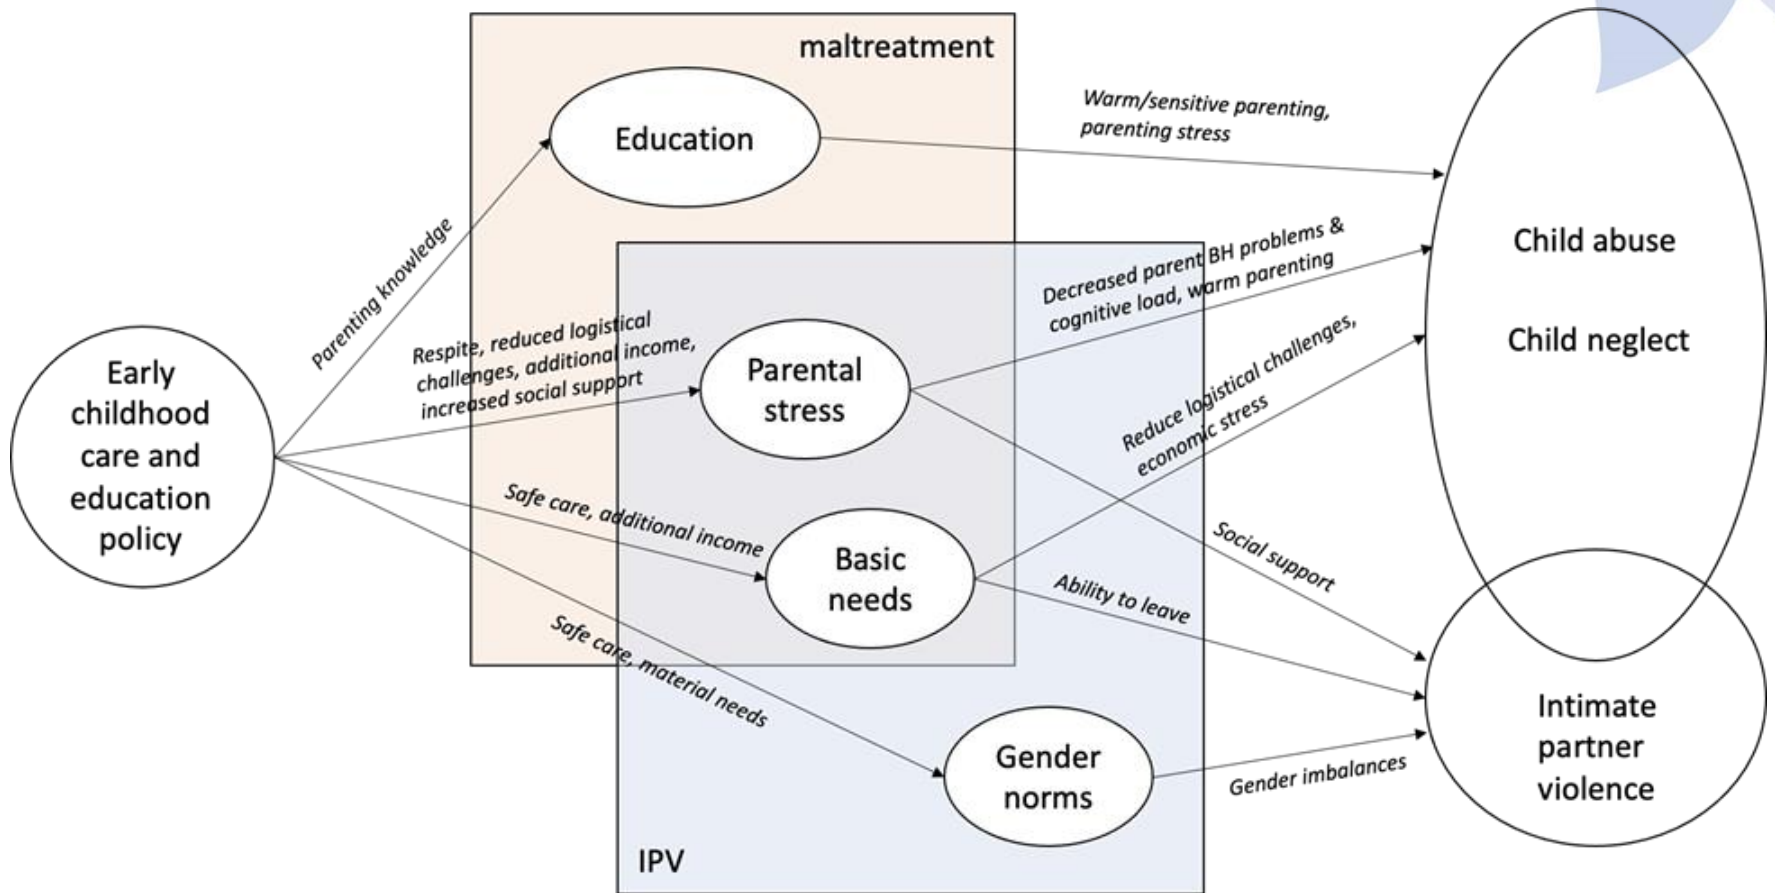 maltreatment
Education
Warm/sensitive parenting,
parenting stress
Child abuse
Child neglect
Parenting knowledge
Decreased parent BH problems &
cognitive load, warm parenting
Respite, reduced logistical
challenges, additional income,
increased social support
Parental
stress
Reduce logistical challenges,
economic stress
Early
childhood
care and
education
policy
Safe care, additional income
Basic
needs
Social support
Ability to leave
Safe care, material needs
Gender
norms
Gender imbalances
Intimate
partner
violence
IPV